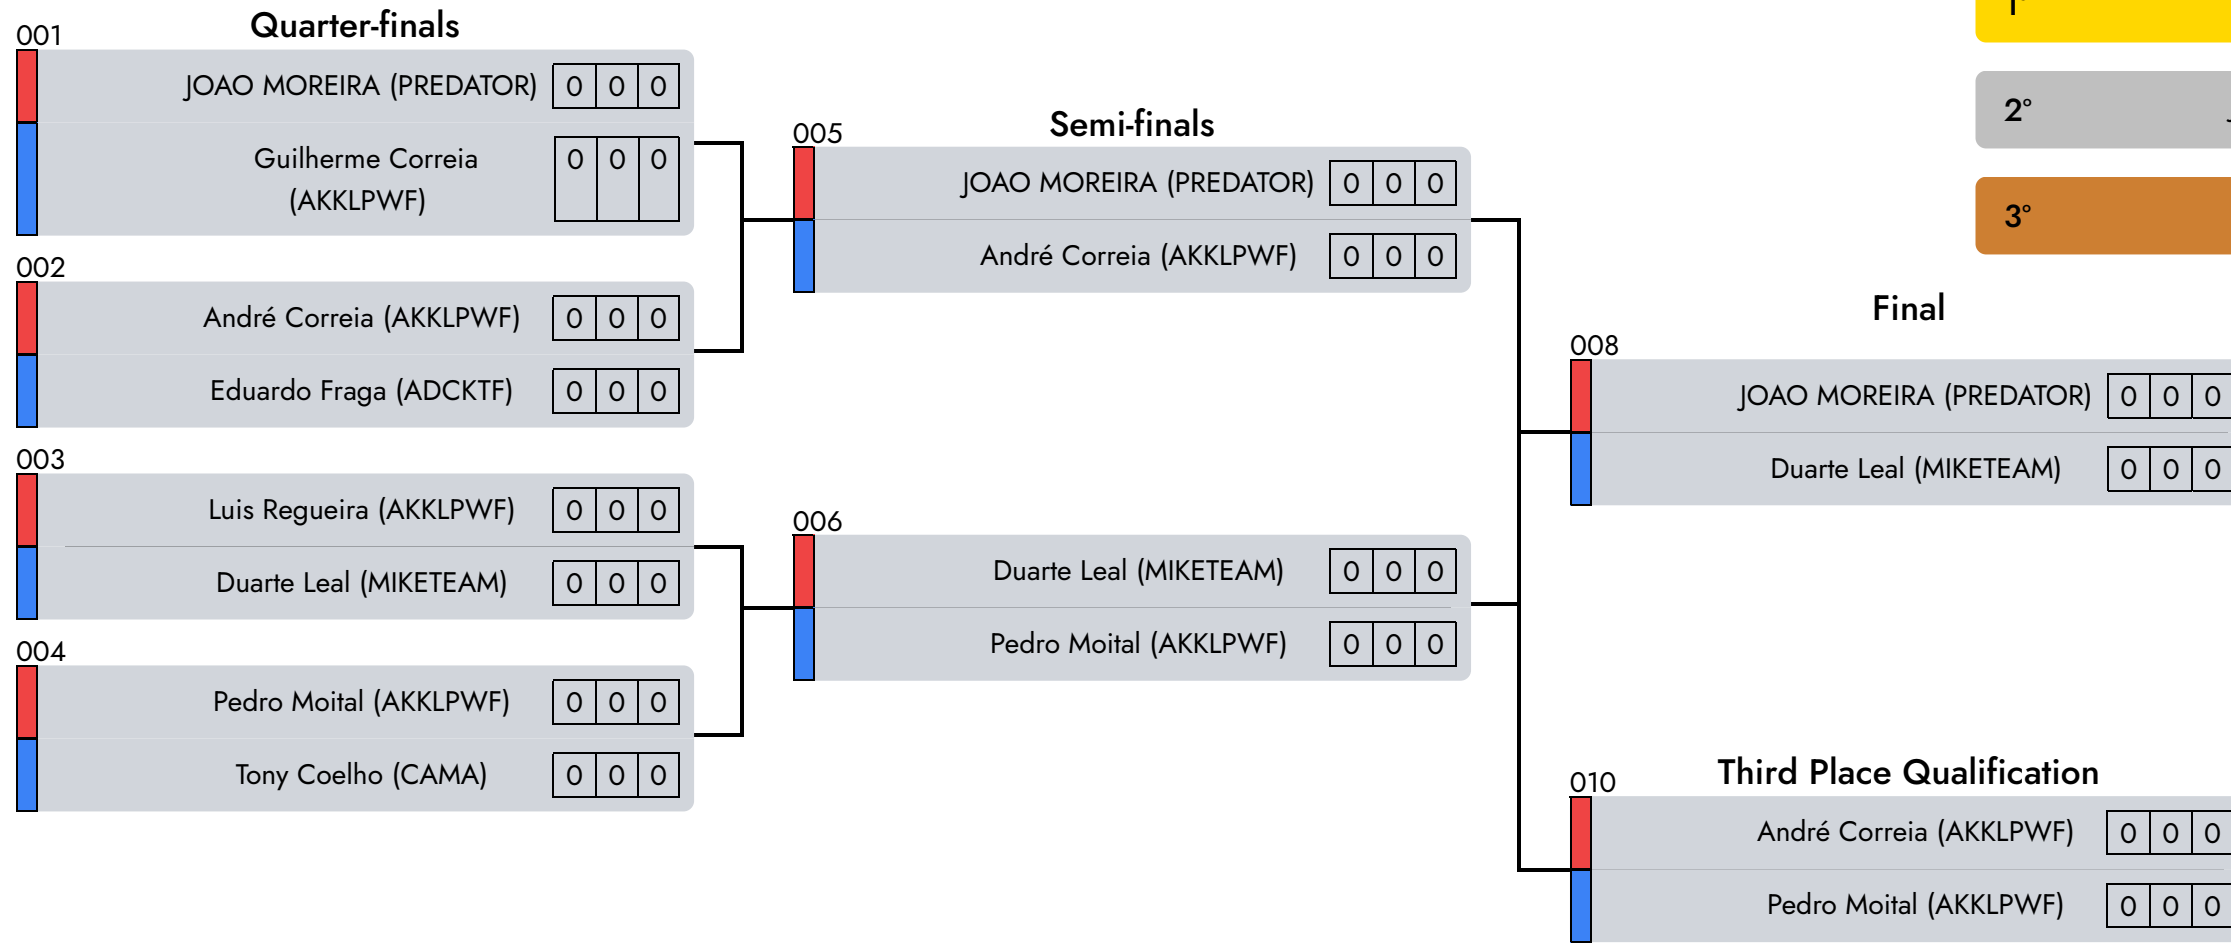 Quarter-finals
001
JOAO MOREIRA (PREDATOR) 0 0 0
Guilherme Correia 0 0 0
(AKKLPWF)
002
André Correia (AKKLPWF) 0 0 0
Eduardo Fraga (ADCKTF) 0 0 0
003
Luis Regueira (AKKLPWF) 0 0 0
Duarte Leal (MIKETEAM) 0 0 0
004
Pedro Moital (AKKLPWF) 0 0 0
Tony Coelho (CAMA) 0 0 0
Semi-finals
005
JOAO MOREIRA (PREDATOR) 0 0 0
André Correia (AKKLPWF) 0 0 0
006
Duarte Leal (MIKETEAM) 0 0 0
Pedro Moital (AKKLPWF) 0 0 0
1°
2°
3°
Final
008
JOAO MOREIRA (PREDATOR) 0 0 0
Duarte Leal (MIKETEAM) 0 0 0
Third Place Qualification
010
André Correia (AKKLPWF) 0 0 0
Pedro Moital (AKKLPWF) 0 0 0